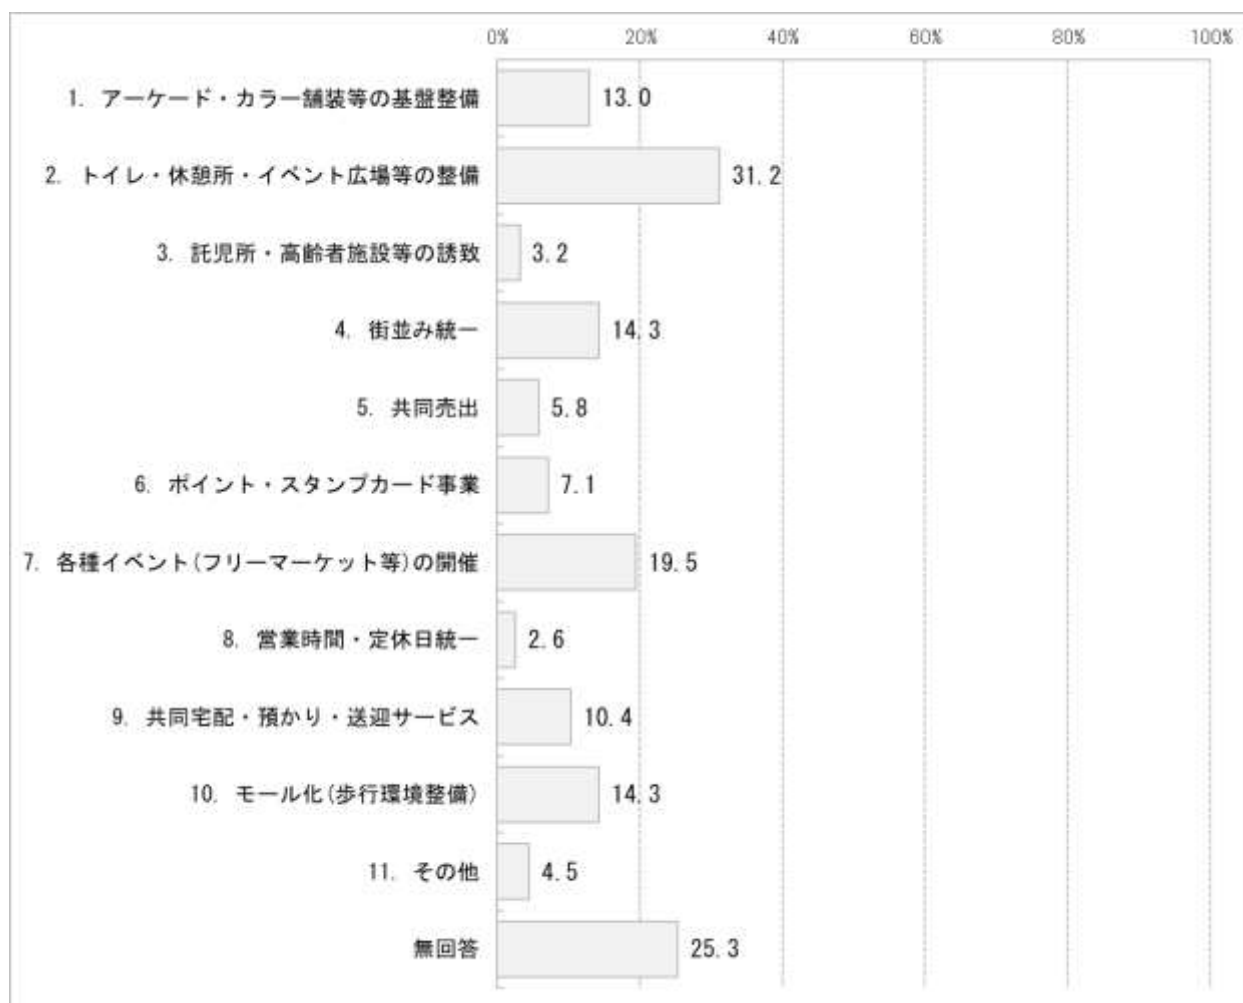 0% 20% 40% 60% 80% 100%
1. アーケード・カラー舗装等の基盤整備 13.0
2. トイレ・休憩所・イベント広場等の整備 31.2
3. 託児所・高齢者施設等の誘致 3.2
4. 街並み統一 14.3
5. 共同売出 5.8
6. ポイント・スタンプカード事業 7.1
7. 各種イベント(フリーマーケット等)の開催 19.5
8. 営業時間・定休日統一 2.6
9. 共同宅配・預かり・送迎サービス 10.4
10. モール化(歩行環境整備) 14.3
11. その他 4.5
無回答 25.3